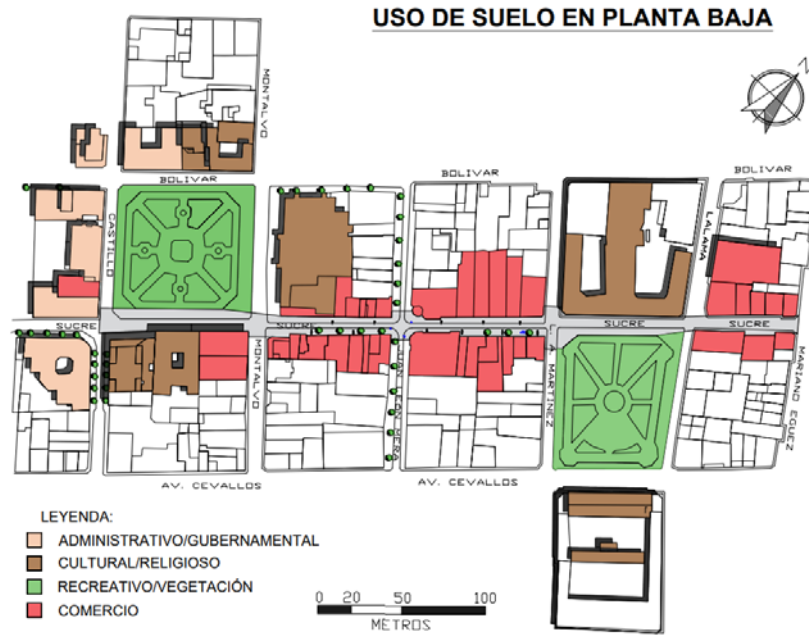 USO DE SUELO EN PLANTA BAJA
N
MONTALVO
BOLIVAR
BOLIVAR
BOLIVAR
CASTILLO
LALAMA
SUCRE
SUCRE
SUCRE
SUCRE
MONTALVO
JUAN LEON MERA
L.A. MARTINEZ
MARIANO EGUEZ
AV. CEVALLOS
AV. CEVALLOS
LEYENDA:
ADMINISTRATIVO/GUBERNAMENTAL
CULTURAL/RELIGIOSO
RECREATIVO/VEGETACIÓN
COMERCIO
0 20 50 100
METROS